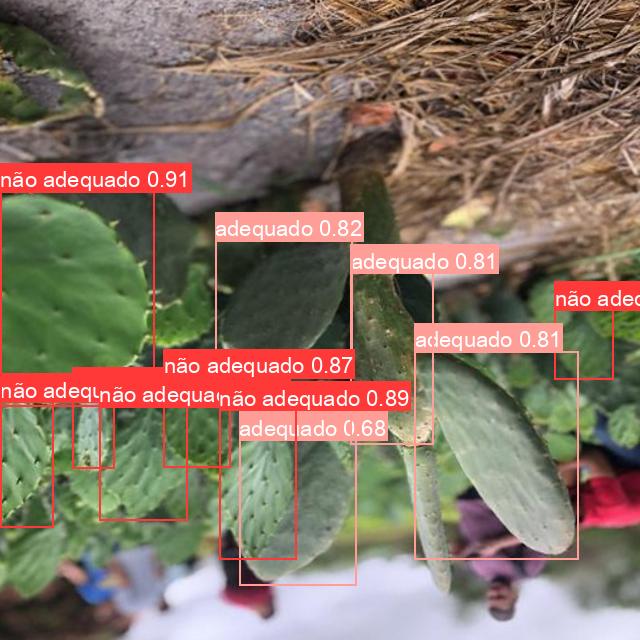 não adequado 0.91
adequado 0.82
adequado 0.81
não adeq
adequado 0.81
não adequado 0.87
não adequ
não adequa
não adequado 0.89
adequado 0.68